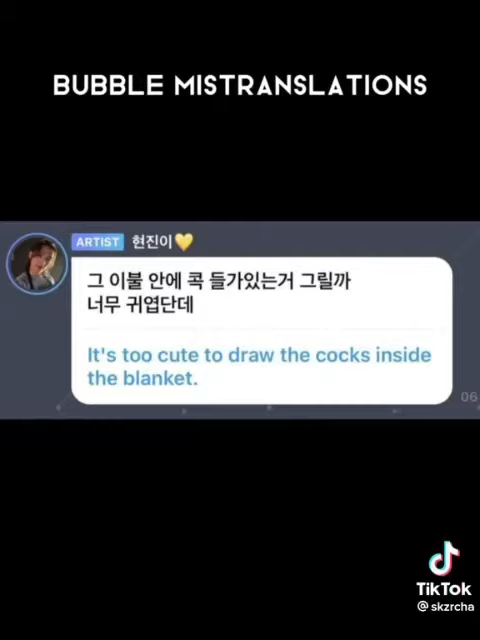 BUBBLE MISTRANSLATIONS
ARTIST 현진이💛
그 이불 안에 콕 들가있는거 그릴까
너무 귀엽단데
It's too cute to draw the cocks inside
the blanket.
06
TikTok
@skzrcha